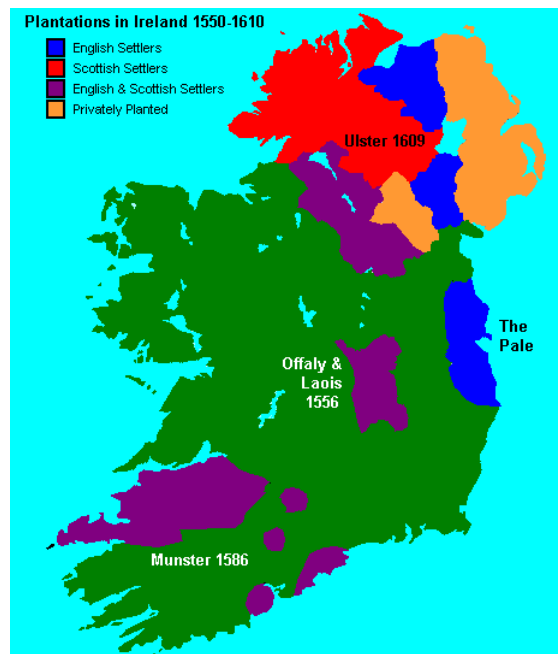 Plantations in Ireland 1550-1610
English Settlers
Scottish Settlers
English & Scottish Settlers
Privately Planted
Ulster 1609
The
Pale
Offaly &
Laois
1556
Munster 1586